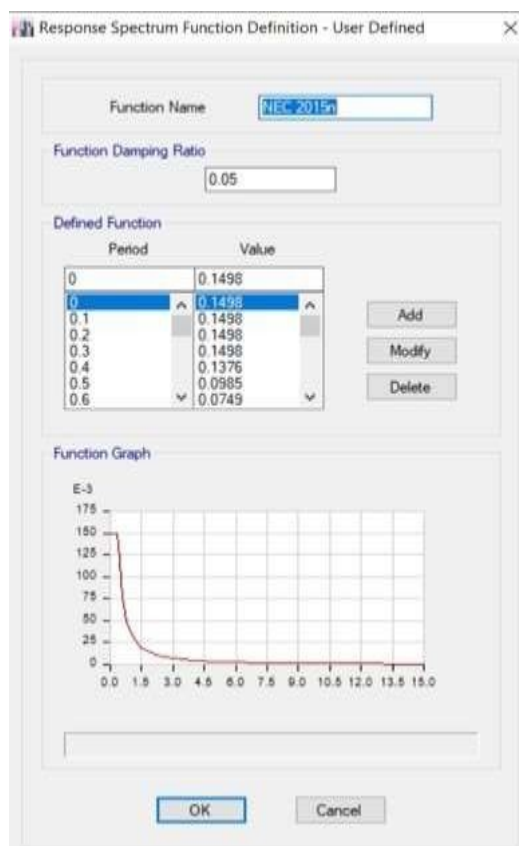 Response Spectrum Function Definition - User Defined
Function Name
NEC 2015n
Function Damping Ratio
0.05
Defined Function
Period Value
0 0.1498
0 0.1498
0.1 0.1498
0.2 0.1498
0.3 0.1498
0.4 0.1376
0.5 0.0985
0.6 0.0749
Add
Modify
Delete
Function Graph
E-3
175
150
125
100
75
50
25
0
0.0 1.5 3.0 4.5 6.0 7.5 9.0 10.5 12.0 13.5 15.0
OK Cancel